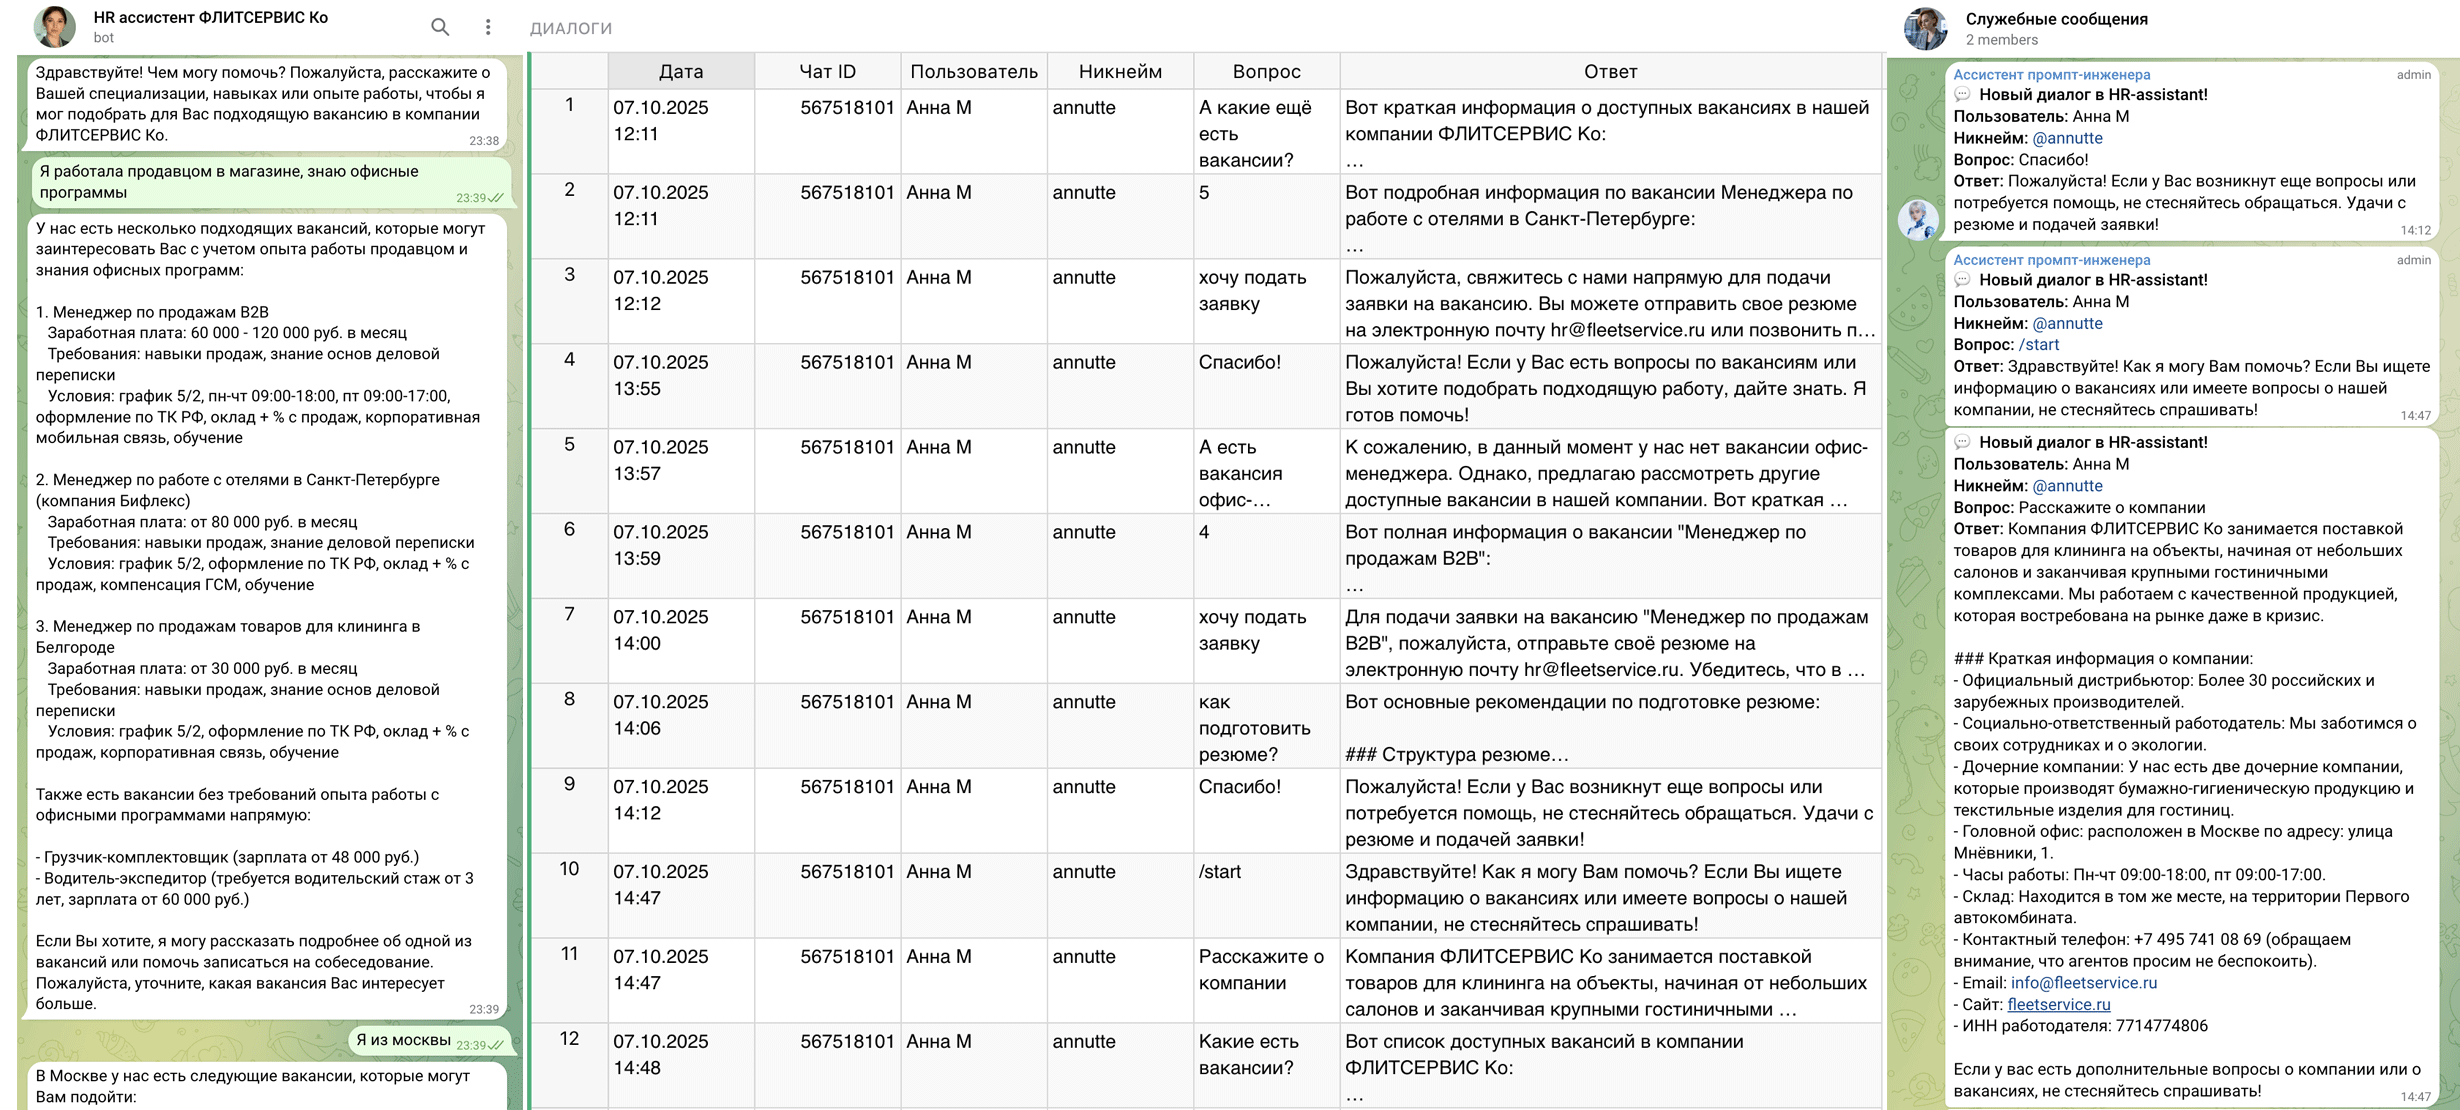 HR ассистент ФЛИТСЕРВИС Ко
bot
Здравствуйте! Чем могу помочь? Пожалуйста, расскажите о
Вашей специализации, навыках или опыте работы, чтобы я
мог подобрать для Вас подходящую вакансию в компании
ФЛИТСЕРВИС Ко.
23:38
Я работала продавцом в магазине, знаю офисные
программы
23:39
У нас есть несколько подходящих вакансий, которые могут
заинтересовать Вас с учетом опыта работы продавцом и
знания офисных программ:
1. Менеджер по продажам B2B
Заработная плата: 60 000 - 120 000 руб. в месяц
Требования: навыки продаж, знание основ деловой
переписки
Условия: график 5/2, пн-чт 09:00-18:00, пт 09:00-17:00,
оформление по ТК РФ, оклад + % с продаж, корпоративная
мобильная связь, обучение
2. Менеджер по работе с отелями в Санкт-Петербурге
(компания Бифлекс)
Заработная плата: от 80 000 руб. в месяц
Требования: навыки продаж, знание деловой переписки
Условия: график 5/2, оформление по ТК РФ, оклад + % с
продаж, компенсация ГСМ, обучение
3. Менеджер по продажам товаров для клининга в
Белгороде
Заработная плата: от 30 000 руб. в месяц
Требования: навыки продаж, знание основ деловой
переписки
Условия: график 5/2, оформление по ТК РФ, оклад + % с
продаж, корпоративная связь, обучение
Также есть вакансии без требований опыта работы с
офисными программами напрямую:
- Грузчик-комплектовщик (зарплата от 48 000 руб.)
- Водитель-экспедитор (требуется водительский стаж от 3
лет, зарплата от 60 000 руб.)
Если Вы хотите, я могу рассказать подробнее об одной из
вакансий или помочь записаться на собеседование.
Пожалуйста, уточните, какая вакансия Вас интересует
больше.
23:39
Я из москвы 23:39
В Москве у нас есть следующие вакансии, которые могут
Вам подойти:
ДИАЛОГИ
Дата Чат ID Пользователь Никнейм Вопрос Ответ
1 07.10.2025 567518101 Анна М annutte А какие ещё Вот краткая информация о доступных вакансиях в нашей
12:11 есть компании ФЛИТСЕРВИС Ко:
вакансии? ...
2 07.10.2025 567518101 Анна М annutte 5 Вот подробная информация по вакансии Менеджера по
12:11 работе с отелями в Санкт-Петербурге:
...
3 07.10.2025 567518101 Анна М annutte хочу подать Пожалуйста, свяжитесь с нами напрямую для подачи
12:12 заявку заявки на вакансию. Вы можете отправить свое резюме
на электронную почту hr@fleetservice.ru или позвонить п...
4 07.10.2025 567518101 Анна М annutte Спасибо! Пожалуйста! Если у Вас есть вопросы по вакансиям или
13:55 Вы хотите подобрать подходящую работу, дайте знать. Я
готов помочь!
5 07.10.2025 567518101 Анна М annutte А есть К сожалению, в данный момент у нас нет вакансии офис-
13:57 вакансия менеджера. Однако, предлагаю рассмотреть другие
офис-... доступные вакансии в нашей компании. Вот краткая ...
6 07.10.2025 567518101 Анна М annutte 4 Вот полная информация о вакансии "Менеджер по
13:59 продажам B2B":
...
7 07.10.2025 567518101 Анна М annutte хочу подать Для подачи заявки на вакансию "Менеджер по продажам
14:00 заявку B2B", пожалуйста, отправьте своё резюме на
электронную почту hr@fleetservice.ru. Убедитесь, что в ...
8 07.10.2025 567518101 Анна М annutte как Вот основные рекомендации по подготовке резюме:
14:06 подготовить
резюме? ### Структура резюме...
9 07.10.2025 567518101 Анна М annutte Спасибо! Пожалуйста! Если у Вас возникнут еще вопросы или
14:12 потребуется помощь, не стесняйтесь обращаться. Удачи с
резюме и подачей заявки!
10 07.10.2025 567518101 Анна М annutte /start Здравствуйте! Как я могу Вам помочь? Если Вы ищете
14:47 информацию о вакансиях или имеете вопросы о нашей
компании, не стесняйтесь спрашивать!
11 07.10.2025 567518101 Анна М annutte Расскажите о Компания ФЛИТСЕРВИС Ко занимается поставкой
14:47 компании товаров для клининга на объекты, начиная от небольших
салонов и заканчивая крупными гостиничными ...
12 07.10.2025 567518101 Анна М annutte Какие есть Вот список доступных вакансий в компании
14:48 вакансии? ФЛИТСЕРВИС Ко:
...
Служебные сообщения
2 members
Ассистент промпт-инженера admin
Новый диалог в HR-assistant!
Пользователь: Анна М
Никнейм: @annutte
Вопрос: Спасибо!
Ответ: Пожалуйста! Если у Вас возникнут еще вопросы или
потребуется помощь, не стесняйтесь обращаться. Удачи с
резюме и подачей заявки!
14:12
Ассистент промпт-инженера admin
Новый диалог в HR-assistant!
Пользователь: Анна М
Никнейм: @annutte
Вопрос: /start
Ответ: Здравствуйте! Как я могу Вам помочь? Если Вы ищете
информацию о вакансиях или имеете вопросы о нашей
компании, не стесняйтесь спрашивать!
14:47
Новый диалог в HR-assistant!
Пользователь: Анна М
Никнейм: @annutte
Вопрос: Расскажите о компании
Ответ: Компания ФЛИТСЕРВИС Ко занимается поставкой
товаров для клининга на объекты, начиная от небольших
салонов и заканчивая крупными гостиничными
комплексами. Мы работаем с качественной продукцией,
которая востребована на рынке даже в кризис.
### Краткая информация о компании:
- Официальный дистрибьютор: Более 30 российских и
зарубежных производителей.
- Социально-ответственный работодатель: Мы заботимся о
своих сотрудниках и о экологии.
- Дочерние компании: У нас есть две дочерние компании,
которые производят бумажно-гигиеническую продукцию и
текстильные изделия для гостиниц.
- Головной офис: расположен в Москве по адресу: улица
Мнёвники, 1.
- Часы работы: Пн-чт 09:00-18:00, пт 09:00-17:00.
- Склад: Находится в том же месте, на территории Первого
автокомбината.
- Контактный телефон: +7 495 741 08 69 (обращаем
внимание, что агентов просим не беспокоить).
- Email: info@fleetservice.ru
- Сайт: fleetservice.ru
- ИНН работодателя: 7714774806
Если у вас есть дополнительные вопросы о компании или о
вакансиях, не стесняйтесь спрашивать!
14:47